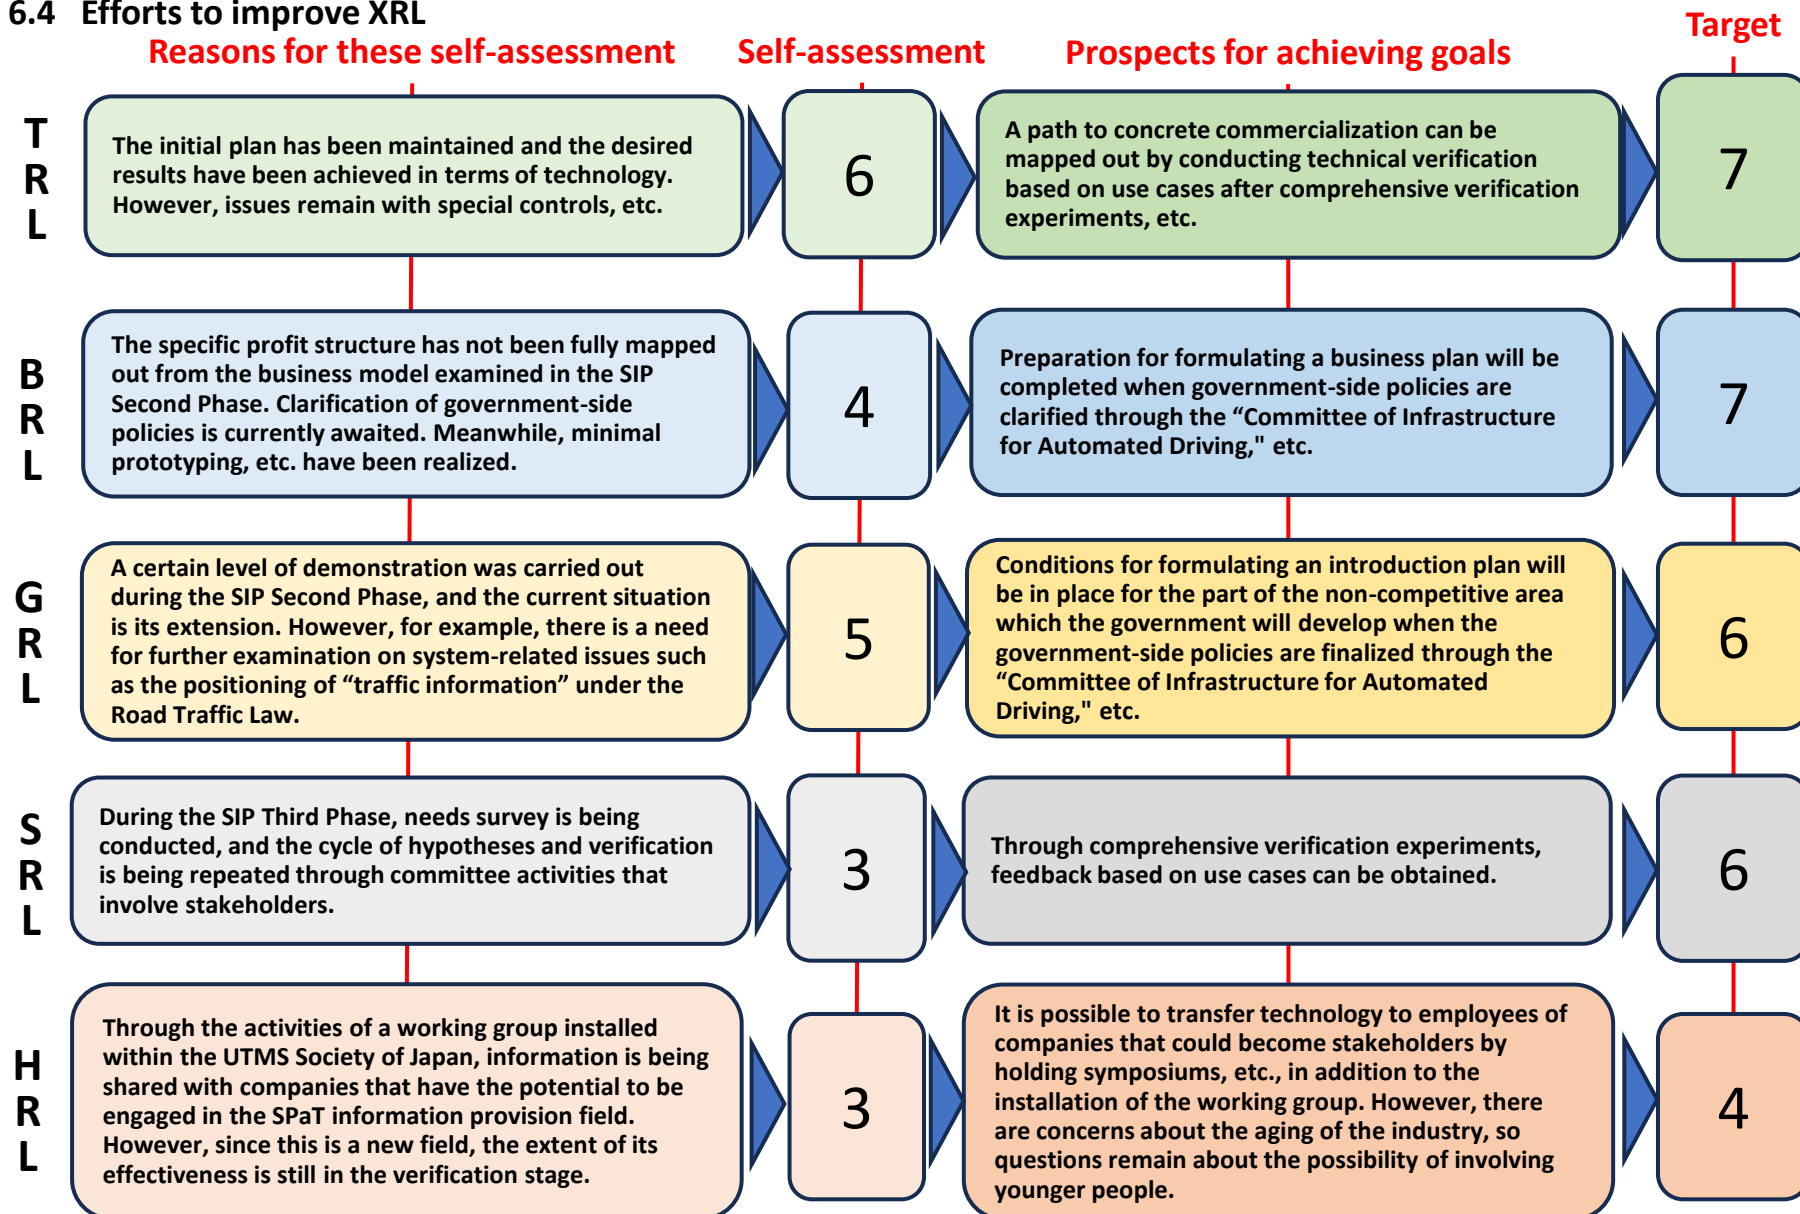 6.4 Efforts to improve XRL
Reasons for these self-assessment
Self-assessment
Prospects for achieving goals
Target
T
R
L
The initial plan has been maintained and the desired
results have been achieved in terms of technology.
However, issues remain with special controls, etc.
6
A path to concrete commercialization can be
mapped out by conducting technical verification
based on use cases after comprehensive verification
experiments, etc.
7
B
R
L
The specific profit structure has not been fully mapped
out from the business model examined in the SIP
Second Phase. Clarification of government-side
policies is currently awaited. Meanwhile, minimal
prototyping, etc. have been realized.
4
Preparation for formulating a business plan will be
completed when government-side policies are
clarified through the “Committee of Infrastructure
for Automated Driving," etc.
7
G
R
L
A certain level of demonstration was carried out
during the SIP Second Phase, and the current situation
is its extension. However, for example, there is a need
for further examination on system-related issues such
as the positioning of “traffic information” under the
Road Traffic Law.
5
Conditions for formulating an introduction plan will
be in place for the part of the non-competitive area
which the government will develop when the
government-side policies are finalized through the
“Committee of Infrastructure for Automated
Driving," etc.
6
S
R
L
During the SIP Third Phase, needs survey is being
conducted, and the cycle of hypotheses and verification
is being repeated through committee activities that
involve stakeholders.
3
Through comprehensive verification experiments,
feedback based on use cases can be obtained.
6
H
R
L
Through the activities of a working group installed
within the UTMS Society of Japan, information is being
shared with companies that have the potential to be
engaged in the SPaT information provision field.
However, since this is a new field, the extent of its
effectiveness is still in the verification stage.
3
It is possible to transfer technology to employees of
companies that could become stakeholders by
holding symposiums, etc., in addition to the
installation of the working group. However, there
are concerns about the aging of the industry, so
questions remain about the possibility of involving
younger people.
4